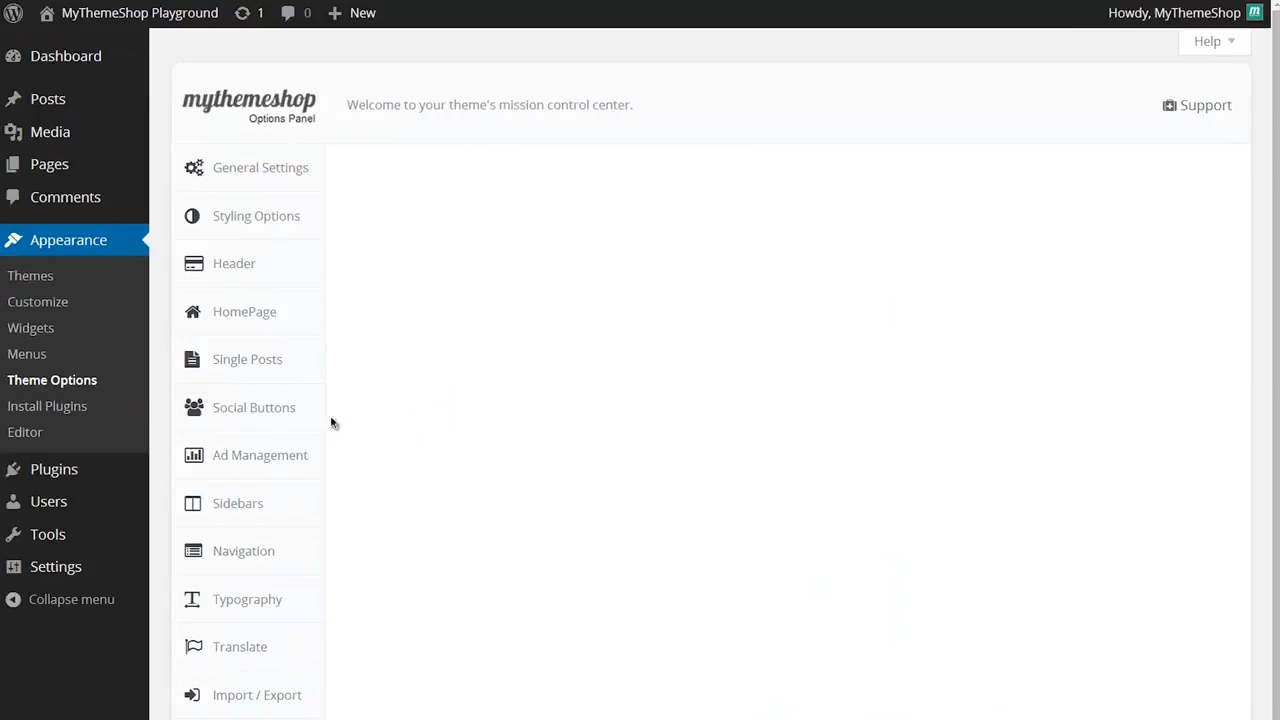 MyThemeShop Playground 1 0 New Howdy, MyThemeShop m
Help
Dashboard
Posts
Media
Pages
Comments
Appearance
Themes
Customize
Widgets
Menus
Theme Options
Install Plugins
Editor
Plugins
Users
Tools
Settings
Collapse menu
mythemeshop
Options Panel
Welcome to your theme's mission control center.
Support
General Settings
Styling Options
Header
HomePage
Single Posts
Social Buttons
Ad Management
Sidebars
Navigation
Typography
Translate
Import / Export